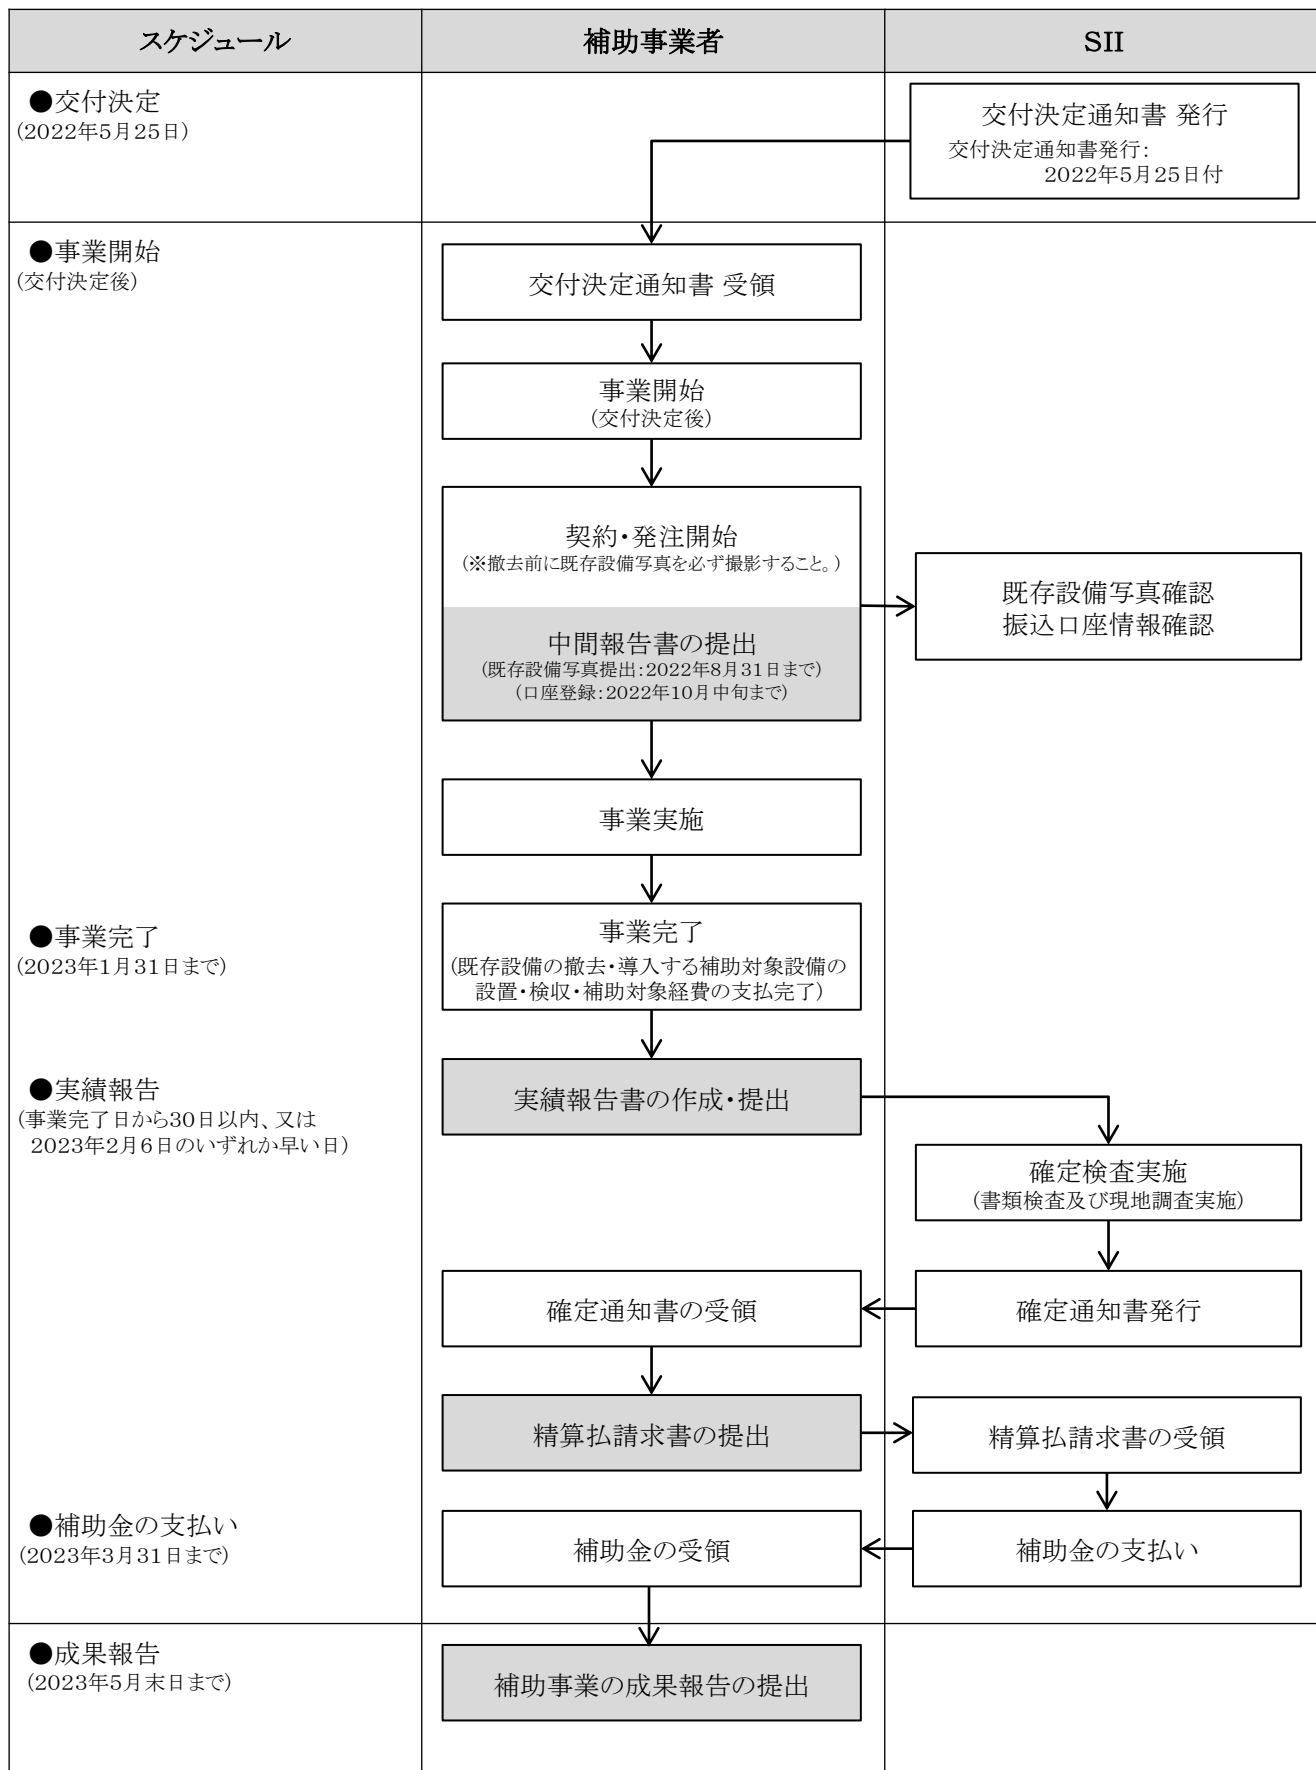 スケジュール
補助事業者
SII
●交付決定
(2022年5月25日)
交付決定通知書 発行
交付決定通知書発行:
2022年5月25日付
●事業開始
(交付決定後)
交付決定通知書 受領
事業開始
(交付決定後)
契約・発注開始
(※撤去前に既存設備写真を必ず撮影すること。)
中間報告書の提出
(既存設備写真提出:2022年8月31日まで)
(口座登録:2022年10月中旬まで)
既存設備写真確認
振込口座情報確認
事業実施
●事業完了
(2023年1月31日まで)
事業完了
(既存設備の撤去・導入する補助対象設備の
設置・検収・補助対象経費の支払完了)
●実績報告
(事業完了日から30日以内、又は
2023年2月6日のいずれか早い日)
実績報告書の作成・提出
確定検査実施
(書類検査及び現地調査実施)
確定通知書の受領
確定通知書発行
精算払請求書の提出
精算払請求書の受領
●補助金の支払い
(2023年3月31日まで)
補助金の受領
補助金の支払い
●成果報告
(2023年5月末日まで)
補助事業の成果報告の提出